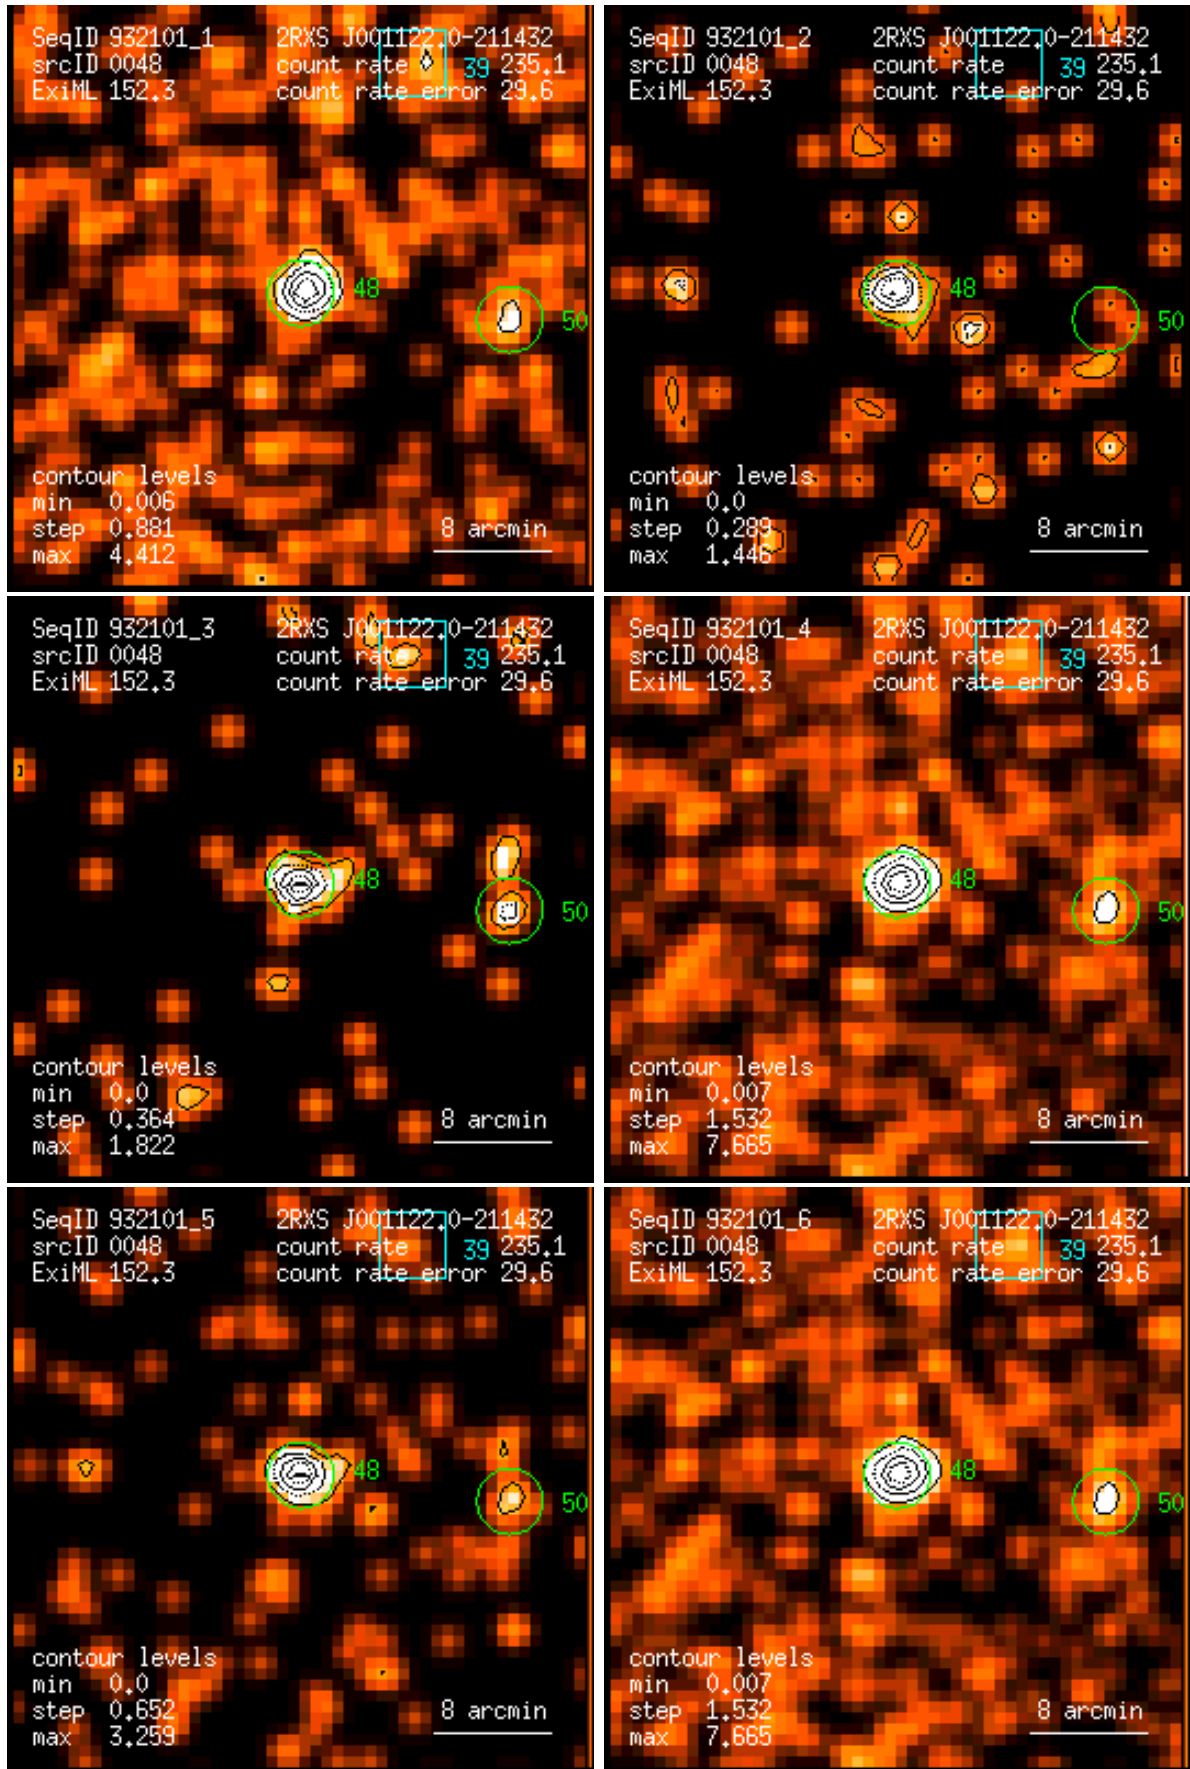 SeqID 932101_1 2RXS J001122.0-211432
srcID 0048 count rate 39 235.1
ExiML 152.3 count rate error 29.6
48
50
contour levels
min 0.006
step 0.881 8 arcmin
max 4.412
SeqID 932101_2 2RXS J001122.0-211432
srcID 0048 count rate 39 235.1
ExiML 152.3 count rate error 29.6
48
50
contour levels
min 0.0
step 0.289 8 arcmin
max 1.446
SeqID 932101_3 2RXS J001122.0-211432
srcID 0048 count rate 39 235.1
ExiML 152.3 count rate error 29.6
48
50
contour levels
min 0.0
step 0.364 8 arcmin
max 1.822
SeqID 932101_4 2RXS J001122.0-211432
srcID 0048 count rate 39 235.1
ExiML 152.3 count rate error 29.6
48
50
contour levels
min 0.007
step 1.532 8 arcmin
max 7.665
SeqID 932101_5 2RXS J001122.0-211432
srcID 0048 count rate 39 235.1
ExiML 152.3 count rate error 29.6
48
50
contour levels
min 0.0
step 0.652 8 arcmin
max 3.259
SeqID 932101_6 2RXS J001122.0-211432
srcID 0048 count rate 39 235.1
ExiML 152.3 count rate error 29.6
48
50
contour levels
min 0.007
step 1.532 8 arcmin
max 7.665